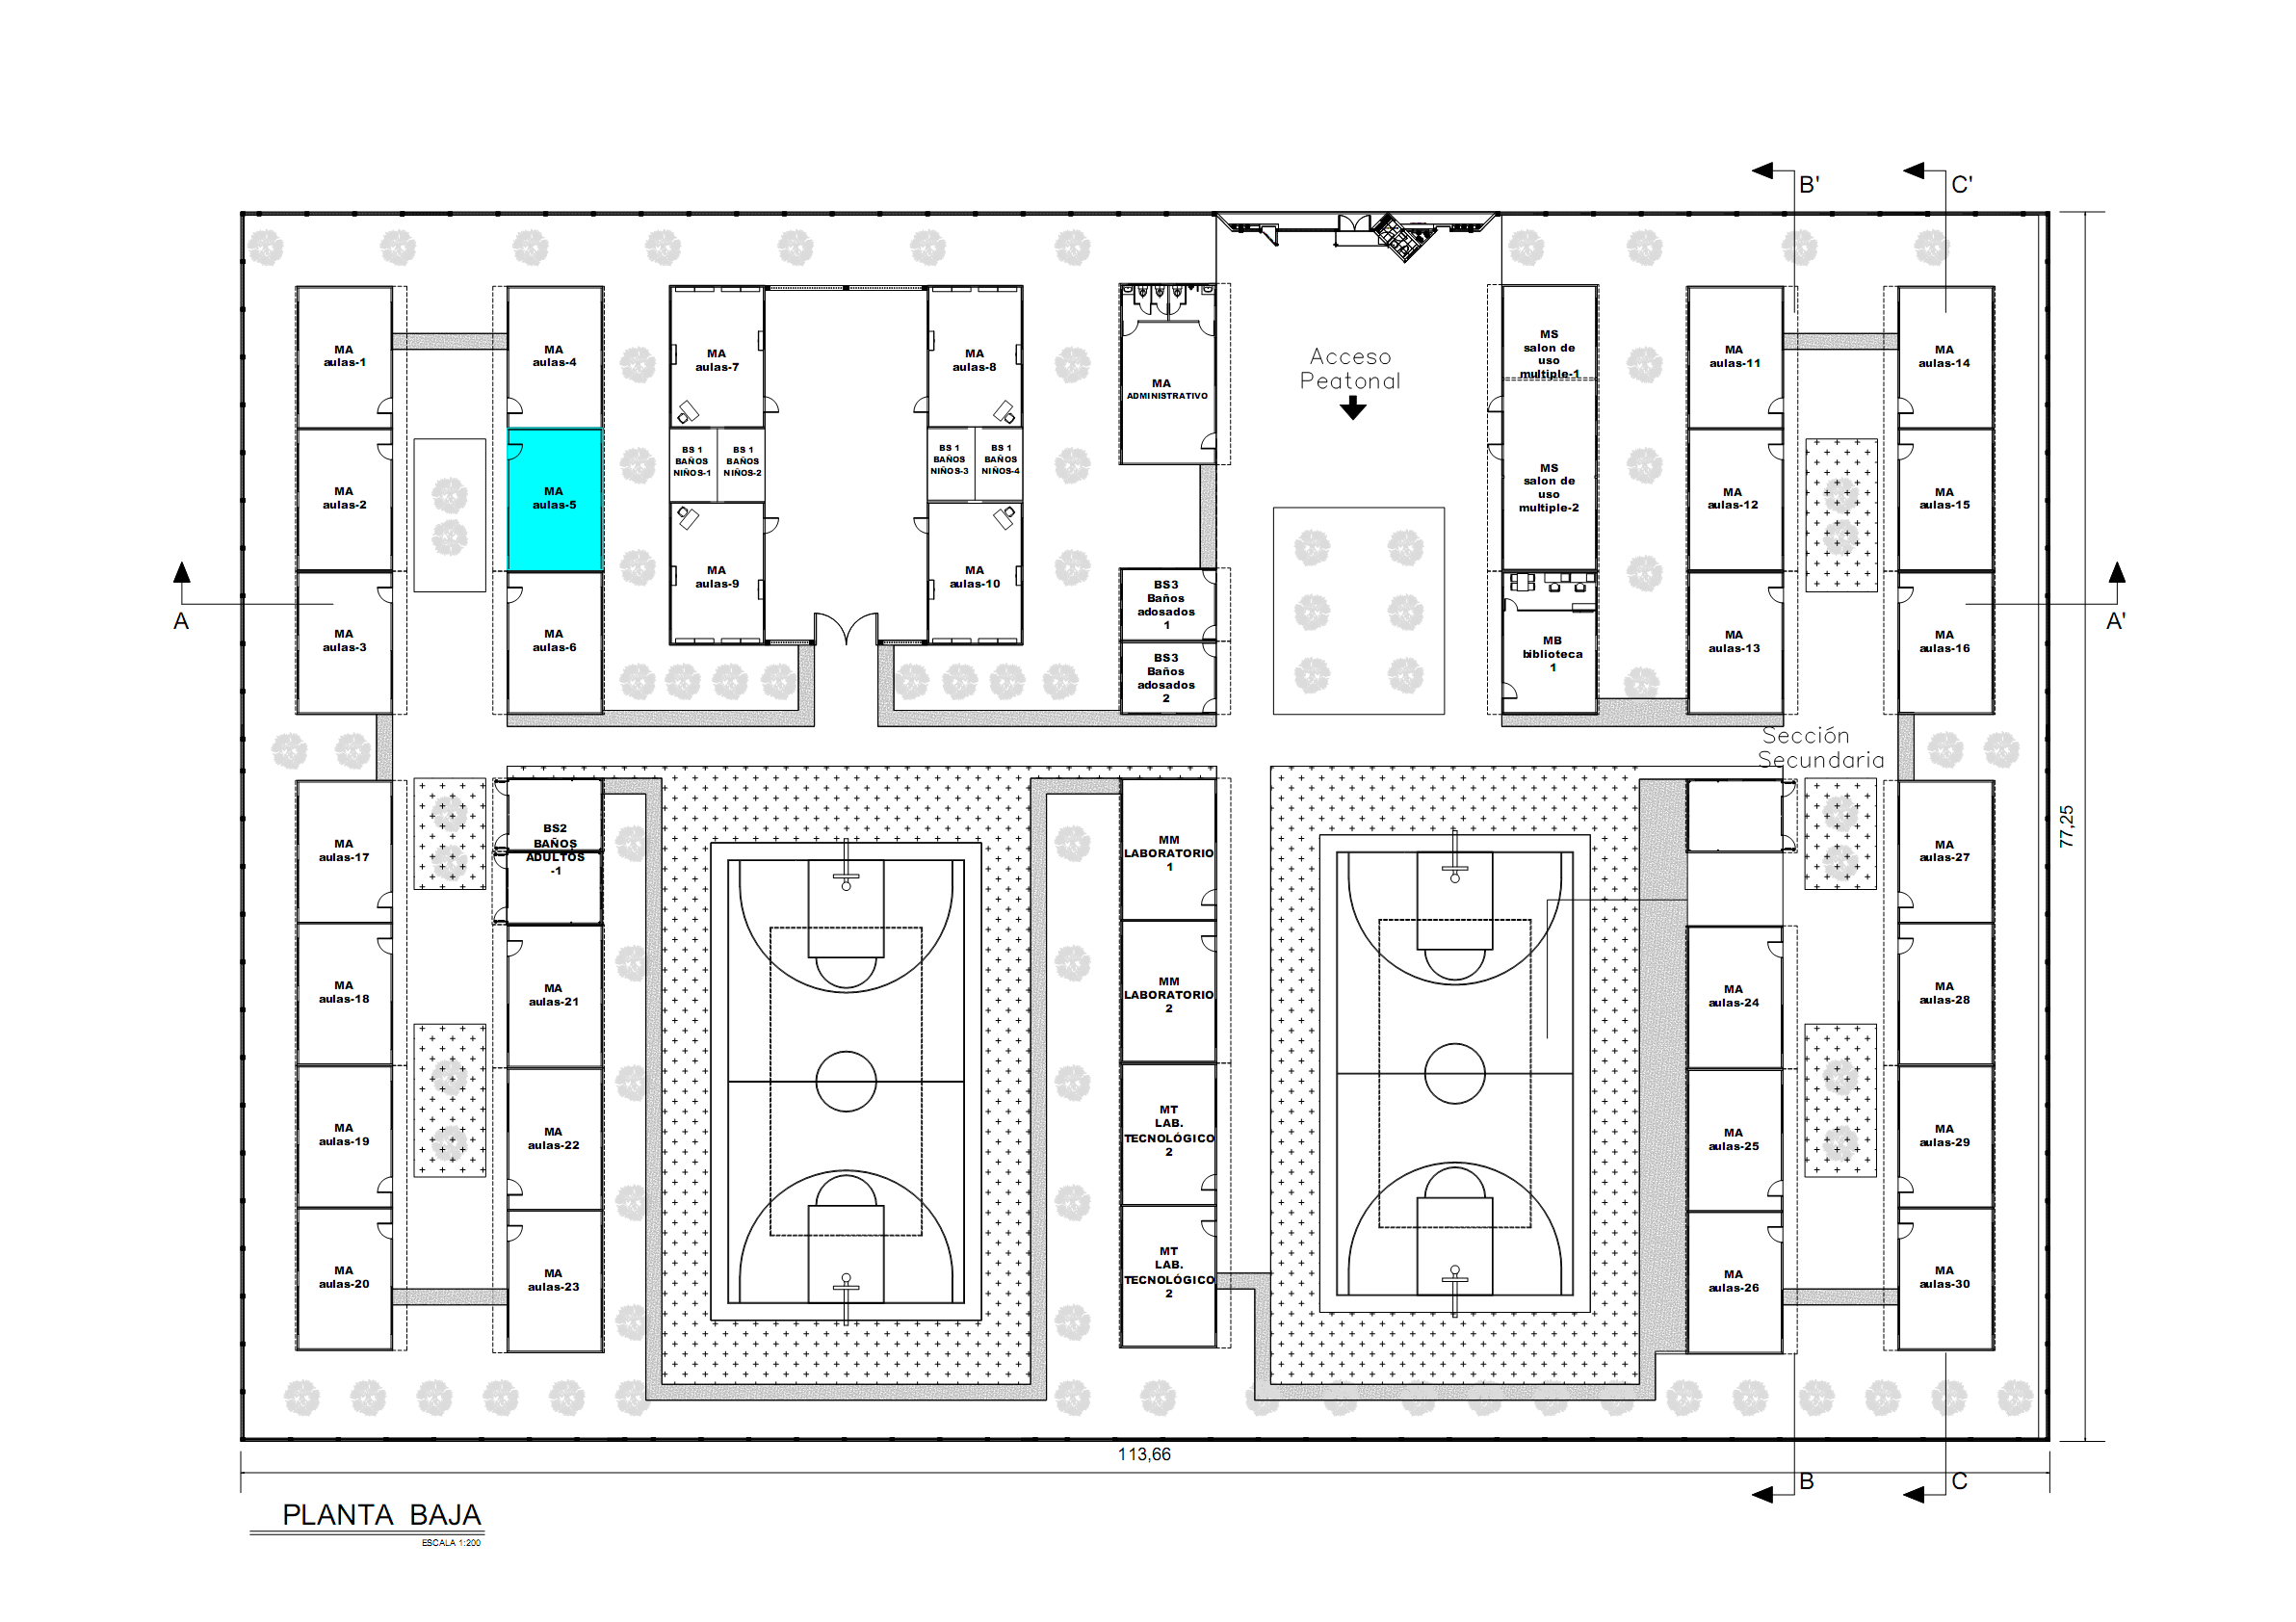 B'
C'
MA
aulas-1
MA
aulas-4
MA
aulas-7
MA
aulas-8
MA
ADMINISTRATIVO
Acceso
Peatonal
MS
salon de
uso
multiple-1
MA
aulas-11
MA
aulas-14
BS 1
BAÑOS
NIÑOS-1
BS 1
BAÑOS
NIÑOS-2
BS 1
BAÑOS
NIÑOS-3
BS 1
BAÑOS
NIÑOS-4
MA
aulas-2
MA
aulas-5
MS
salon de
uso
multiple-2
MA
aulas-12
MA
aulas-15
MA
aulas-9
MA
aulas-10
BS3
Baños
adosados
1
A
A'
MA
aulas-3
MA
aulas-6
BS3
Baños
adosados
2
MB
biblioteca
1
MA
aulas-13
MA
aulas-16
Sección
Secundaria
MA
aulas-17
BS2
BAÑOS
ADULTOS
-1
MM
LABORATORIO
1
MA
aulas-27
77,25
MA
aulas-18
MA
aulas-21
MM
LABORATORIO
2
MA
aulas-24
MA
aulas-28
MA
aulas-19
MA
aulas-22
MT
LAB.
TECNOLÓGICO
2
MA
aulas-25
MA
aulas-29
MA
aulas-20
MA
aulas-23
MT
LAB.
TECNOLÓGICO
2
MA
aulas-26
MA
aulas-30
113,66
B
C
PLANTA BAJA
ESCALA 1:200